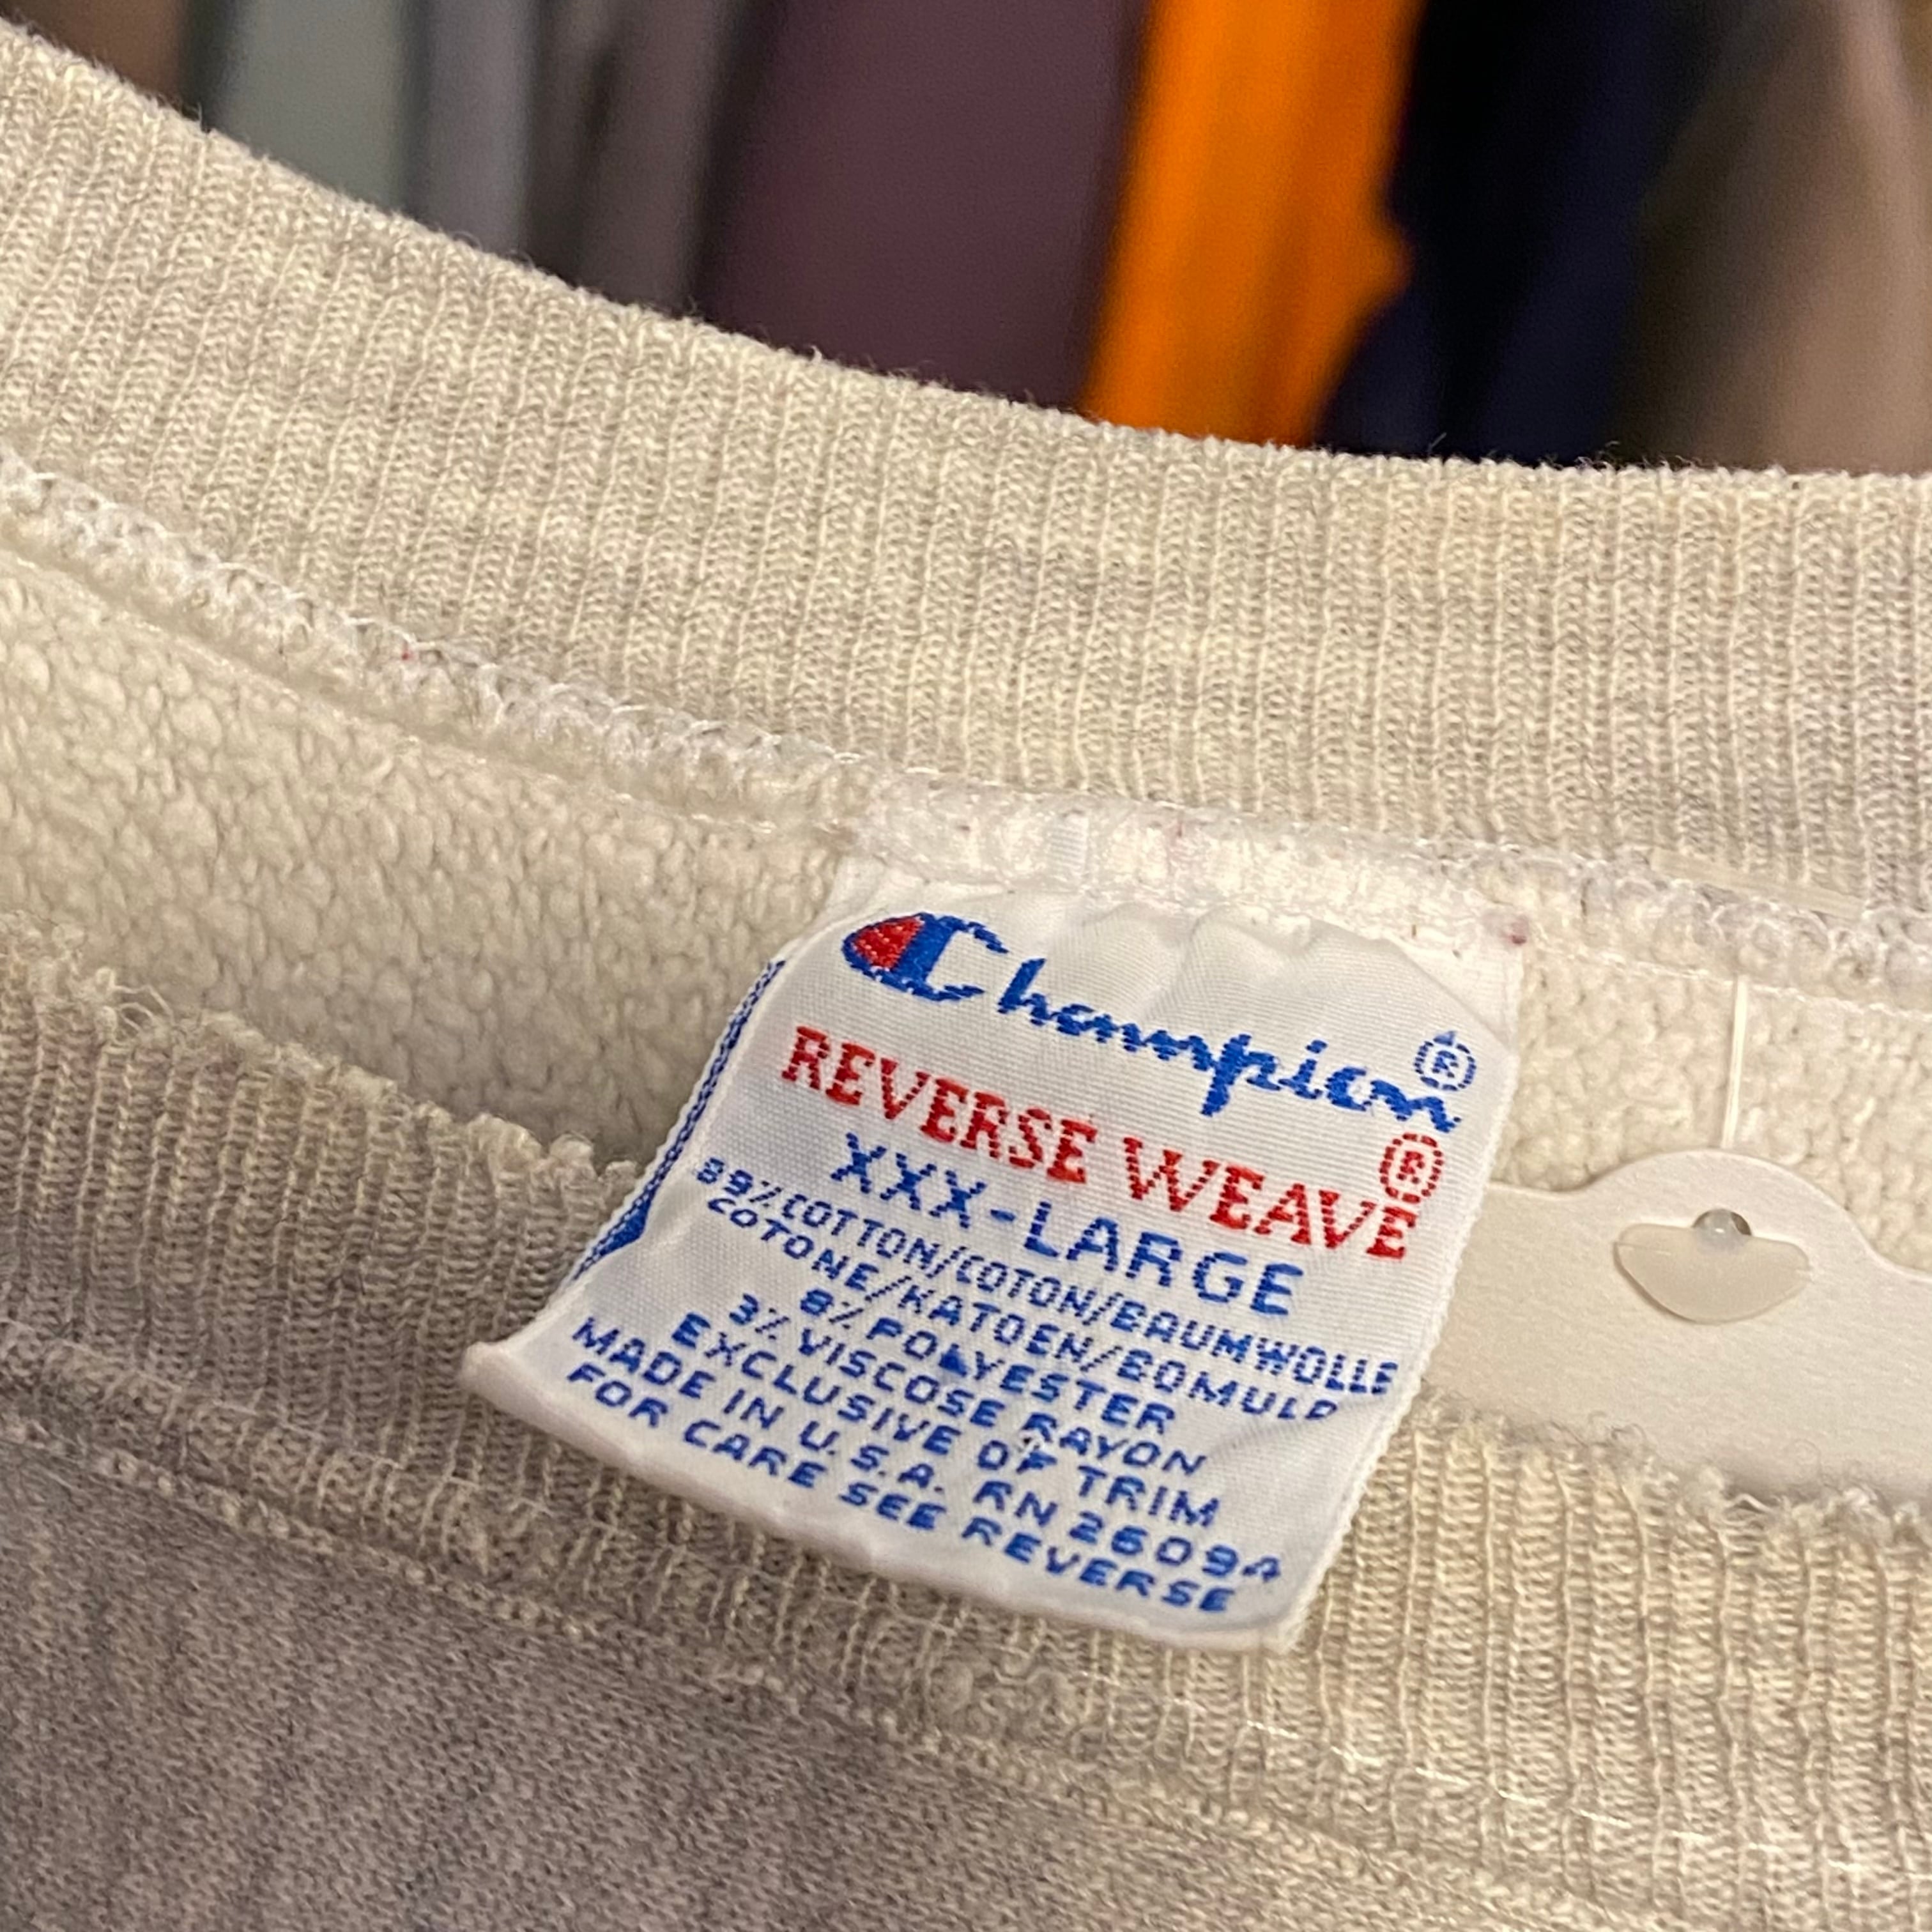 Champion®
REVERSE WEAVE®
XXX-LARGE
89% COTTON/COTON/BAUMWOLLE
COTONE/KATOEN/BOMULD
8% POLYESTER
3% VISCOSE RAYON
EXCLUSIVE OF TRIM
MADE IN U.S.A. RN 26094
FOR CARE SEE REVERSE